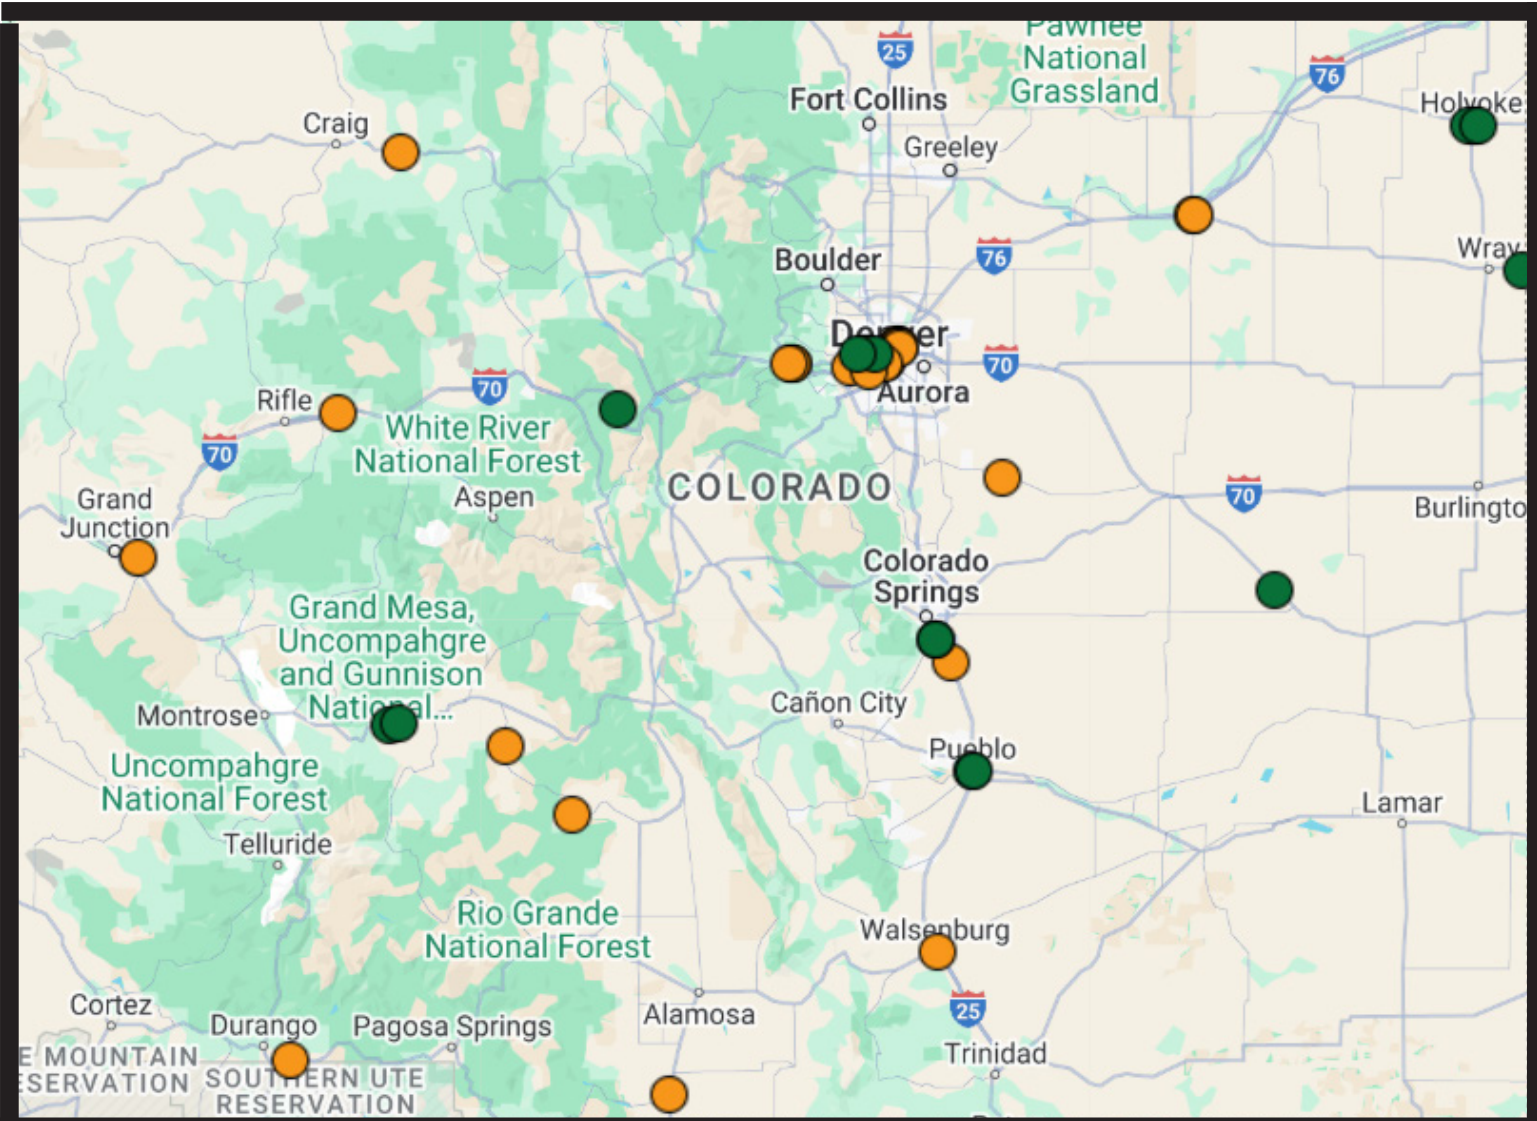 Pawnee
National
Grassland
25
76
Fort Collins
Holyoke
Craig
Greeley
Boulder
76
Wray
Denver
70
70
Aurora
Rifle
White River
National Forest
70
COLORADO
Aspen
70
Grand
Junction
Burlingto
Colorado
Springs
Grand Mesa,
Uncompahgre
and Gunnison
National...
Montrose
Cañon City
Pueblo
Uncompahgre
National Forest
Lamar
Telluride
Rio Grande
National Forest
Walsenburg
25
Cortez
Durango
Pagosa Springs
Alamosa
Trinidad
E MOUNTAIN
ESERVATION
SOUTHERN UTE
RESERVATION